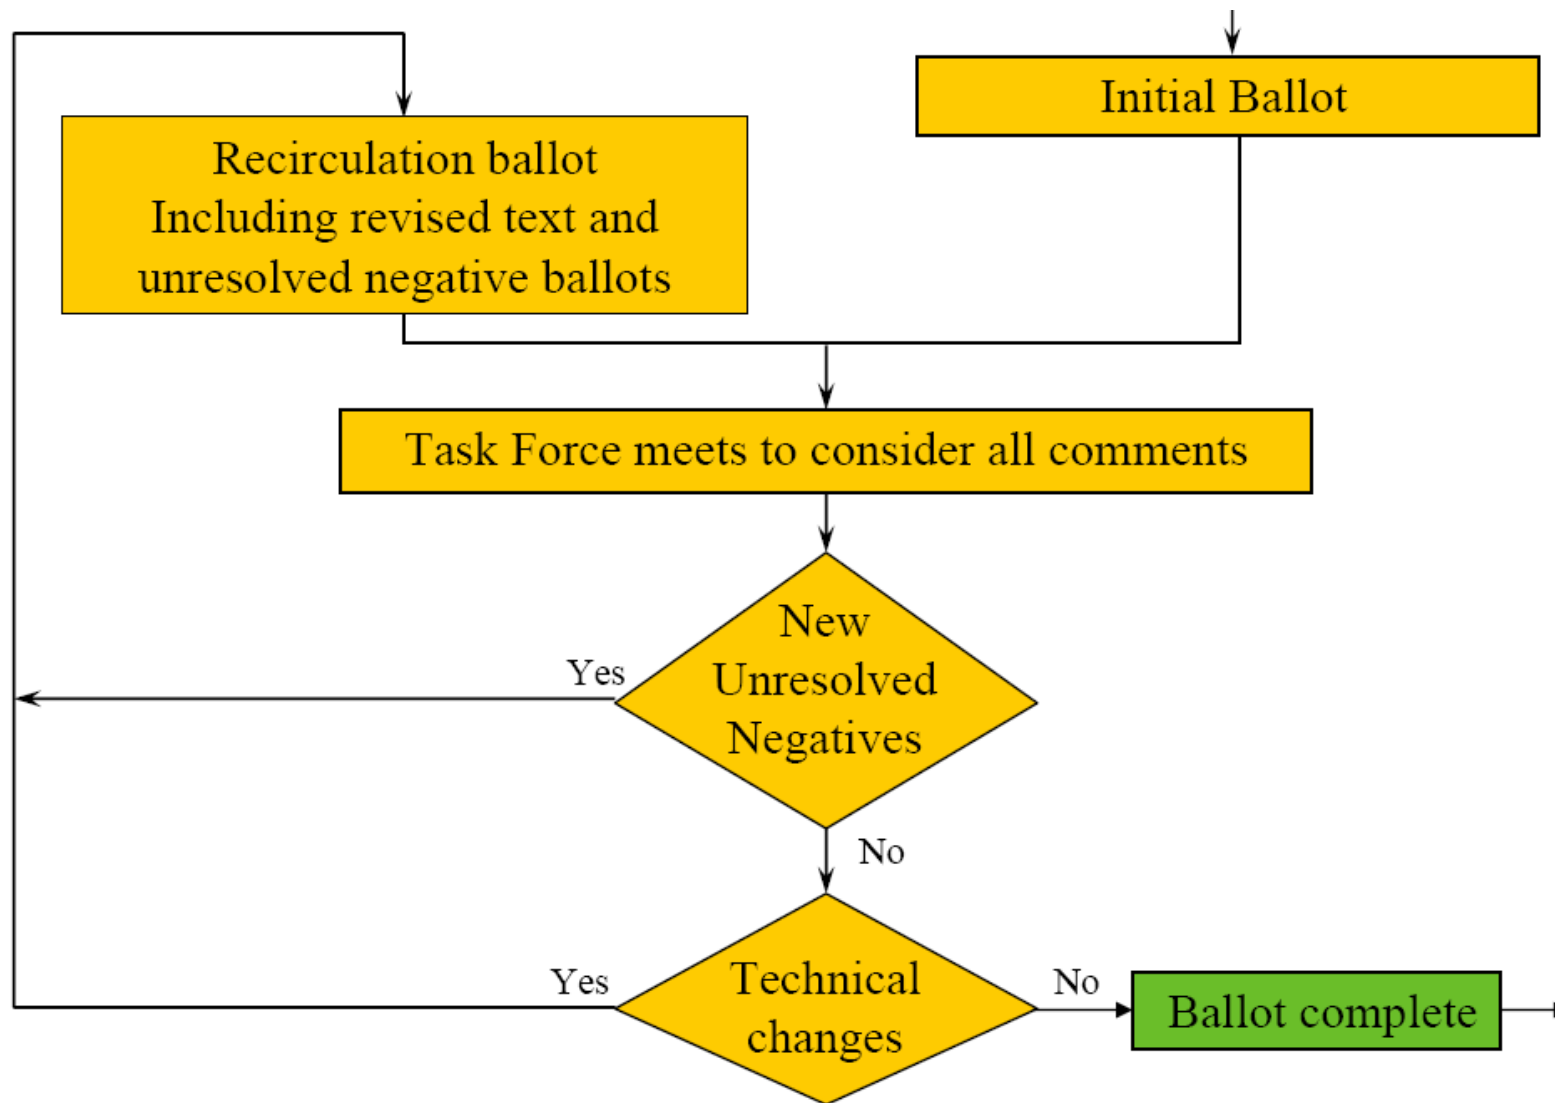 Initial Ballot
Recirculation ballot
Including revised text and
unresolved negative ballots
Task Force meets to consider all comments
New
Unresolved
Negatives
Yes
No
Technical
changes
Yes
No
Ballot complete